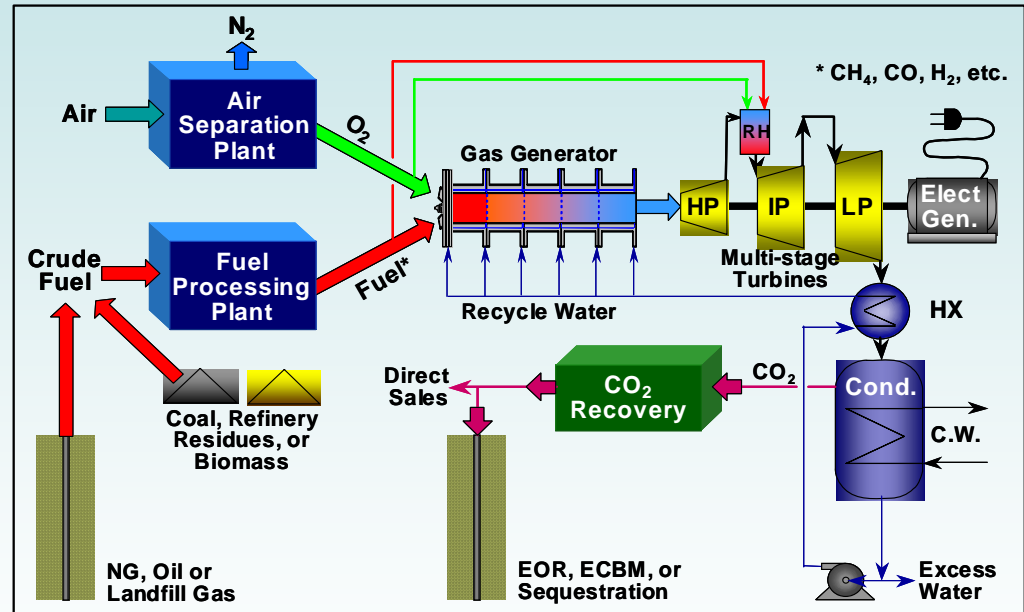 N₂
* CH₄, CO, H₂, etc.
Air
Air
Separation
Plant
O₂
RH
Gas Generator
HP
IP
LP
Elect
Gen.
Multi-stage
Turbines
Crude
Fuel
Fuel
Processing
Plant
Fuel*
Recycle Water
HX
Direct
Sales
CO₂
Recovery
CO₂
Cond.
C.W.
Coal, Refinery
Residues, or
Biomass
NG, Oil or
Landfill Gas
EOR, ECBM, or
Sequestration
Excess
Water